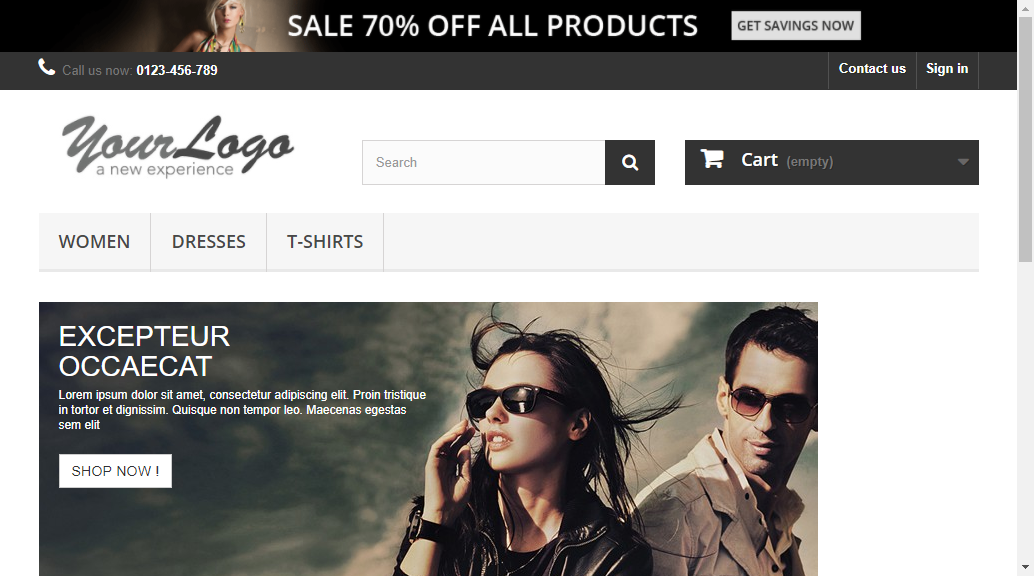 SALE 70% OFF ALL PRODUCTS
GET SAVINGS NOW
Call us now: 0123-456-789
Contact us
Sign in
YourLogo
a new experience
Search
Cart (empty)
WOMEN
DRESSES
T-SHIRTS
EXCEPTEUR
OCCAECAT
Lorem ipsum dolor sit amet, consectetur adipiscing elit. Proin tristique
in tortor et dignissim. Quisque non tempor leo. Maecenas egestas
sem elit
SHOP NOW !